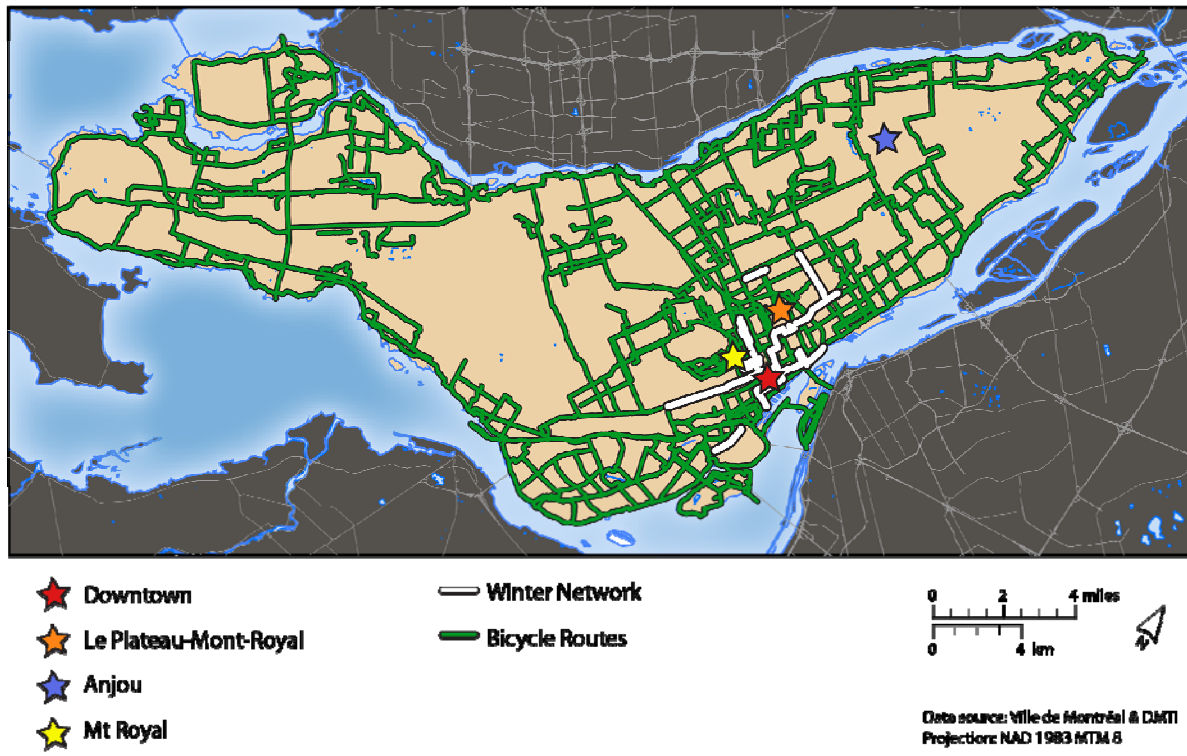 Downtown
Le Plateau-Mont-Royal
Anjou
Mt Royal
Winter Network
Bicycle Routes
0 2 4 miles
0 4 km
N
Data source: Ville de Montréal & DMTI
Projection: NAD 1983 MTM 8